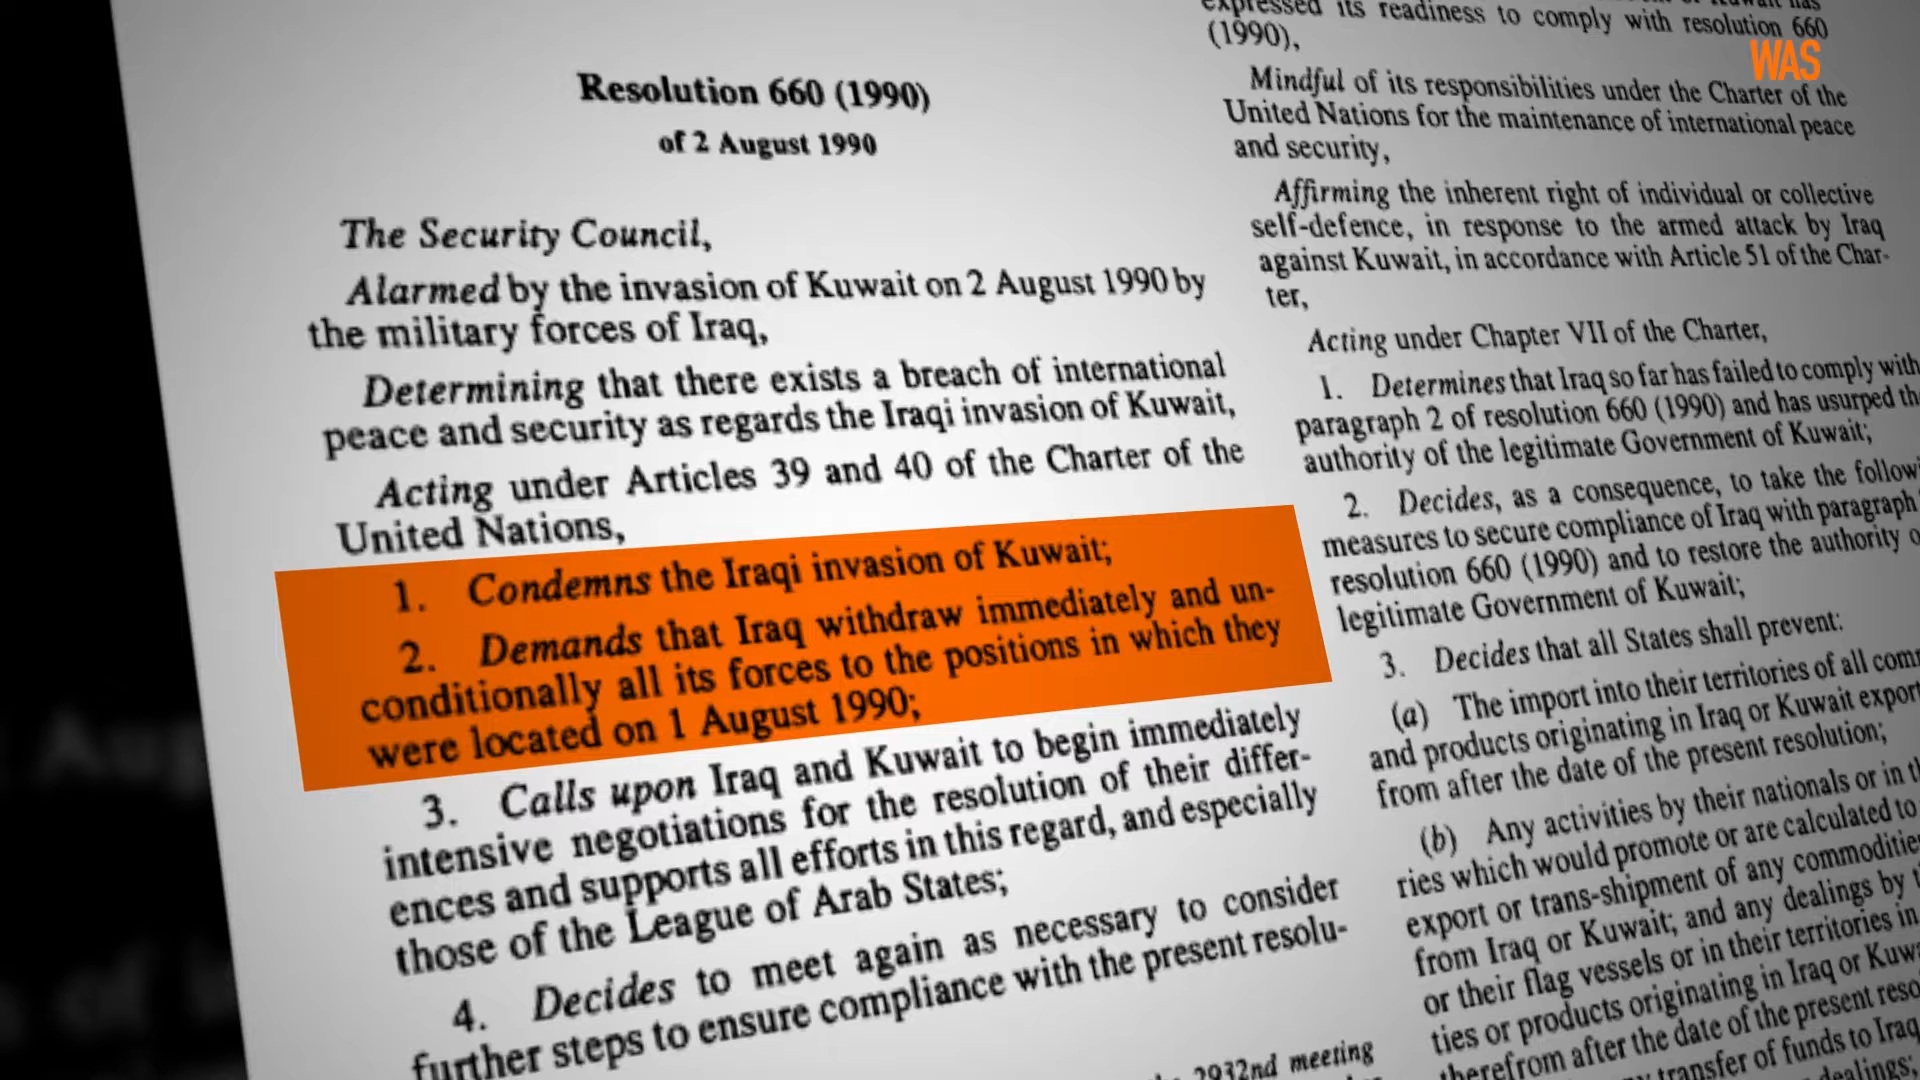 WAS
Resolution 660 (1990)
of 2 August 1990
The Security Council,
Alarmed by the invasion of Kuwait on 2 August 1990 by
the military forces of Iraq,
Determining that there exists a breach of international
peace and security as regards the Iraqi invasion of Kuwait,
Acting under Articles 39 and 40 of the Charter of the
United Nations,
1. Condemns the Iraqi invasion of Kuwait;
2. Demands that Iraq withdraw immediately and un-
conditionally all its forces to the positions in which they
were located on 1 August 1990;
3. Calls upon Iraq and Kuwait to begin immediately
intensive negotiations for the resolution of their differ-
ences and supports all efforts in this regard, and especially
those of the League of Arab States;
4. Decides to meet again as necessary to consider
further steps to ensure compliance with the present resolu-
2932nd meeting
expressed its readiness to comply with resolution 660
(1990),
Mindful of its responsibilities under the Charter of the
United Nations for the maintenance of international peace
and security,
Affirming the inherent right of individual or collective
self-defence, in response to the armed attack by Iraq
against Kuwait, in accordance with Article 51 of the Char-
ter,
Acting under Chapter VII of the Charter,
1. Determines that Iraq so far has failed to comply with
paragraph 2 of resolution 660 (1990) and has usurped
authority of the legitimate Government of Kuwait;
2. Decides, as a consequence, to take the
measures to secure compliance of Iraq with paragraph
resolution 660 (1990) and to restore the authority
legitimate Government of Kuwait;
3. Decides that all States shall prevent:
(a) The import into their territories of all
and products originating in Iraq or Kuwait
from after the date of the present resolution;
(b) Any activities by their nationals or in
ries which would promote or are calculated to
export or trans-shipment of any
from Iraq or Kuwait; and any dealings by
or their flag vessels or in their territories in
ties or products originating in Iraq or
therefrom after the date of the present
transfer of funds to Iraq
dealings;